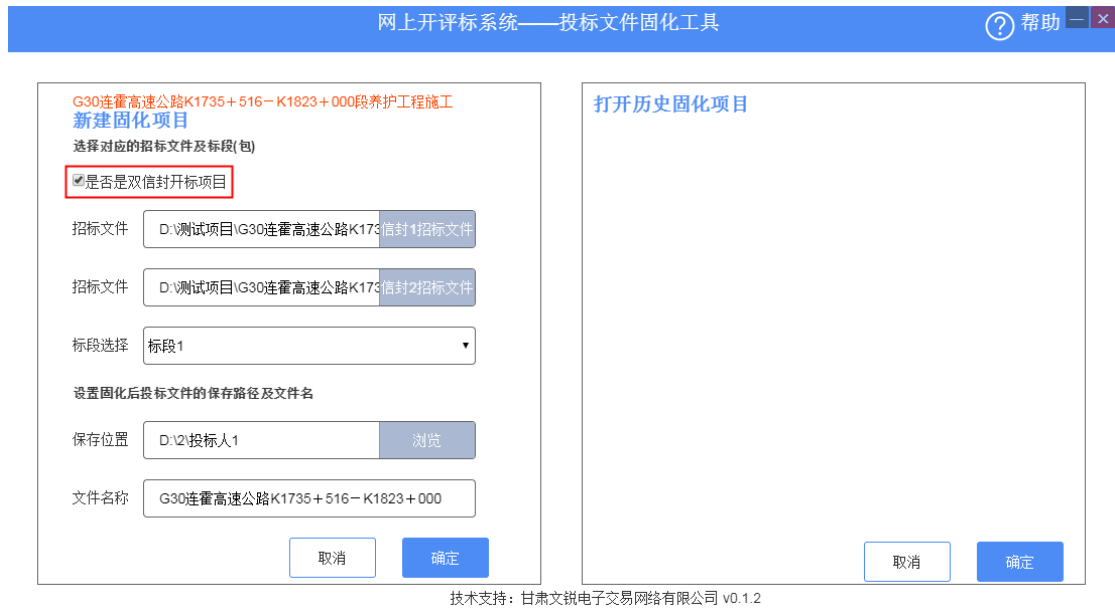 网上开评标系统——投标文件固化工具
帮助
G30连霍高速公路K1735+516-K1823+000段养护工程施工
新建固化项目
选择对应的招标文件及标段(包)
是否是双信封开标项目
招标文件 D:\测试项目\G30连霍高速公路K173 信封1招标文件
招标文件 D:\测试项目\G30连霍高速公路K173 信封2招标文件
标段选择 标段1
设置固化后投标文件的保存路径及文件名
保存位置 D:\2\投标人1 浏览
文件名称 G30连霍高速公路K1735+516-K1823+000
取消 确定
打开历史固化项目
取消 确定
技术支持：甘肃文锐电子交易网络有限公司 v0.1.2